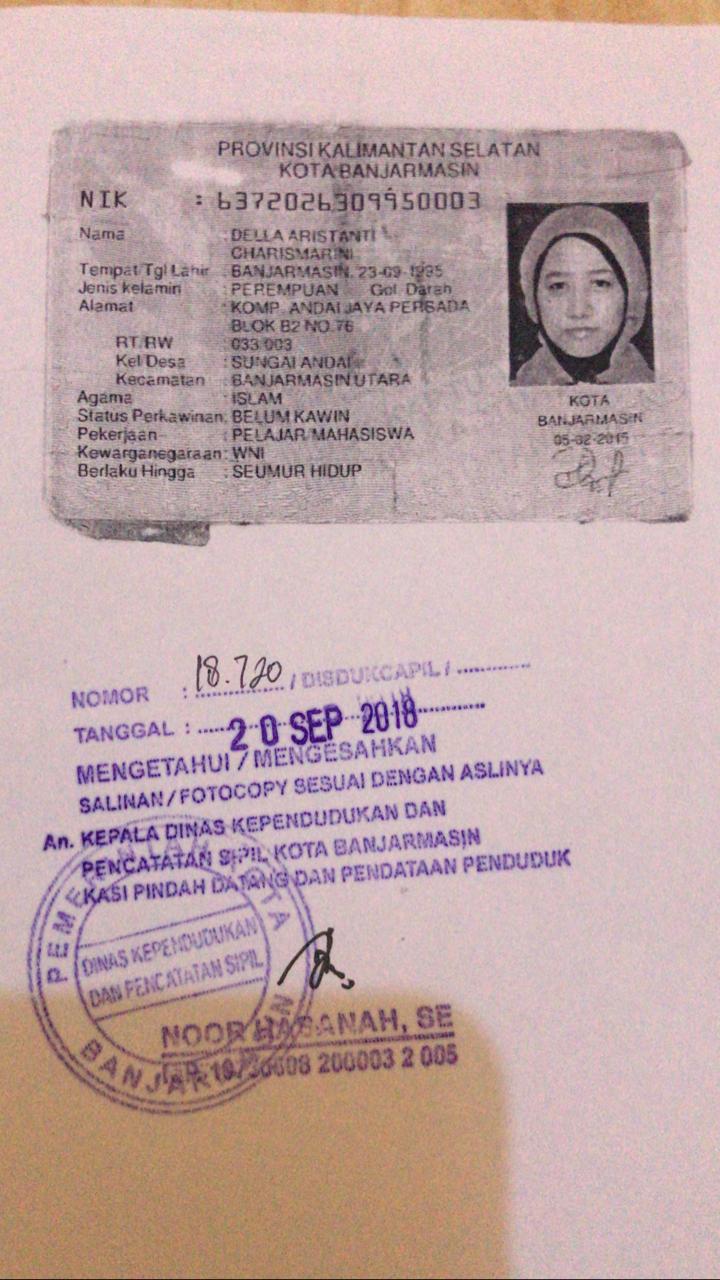 PROVINSI KALIMANTAN SELATAN
KOTA BANJARMASIN
NIK : 6372026309950003
Nama : DELLA ARISTANTI
CHARISMARINI
Tempat/Tgl Lahir : BANJARMASIN, 23-09-1995
Jenis kelamin : PEREMPUAN Gol. Darah
Alamat : KOMP. ANDAI JAYA PERSADA
BLOK B2 NO.76
RT/RW : 033/003
Kel/Desa : SUNGAI ANDAI
Kecamatan : BANJARMASIN UTARA
Agama : ISLAM
Status Perkawinan: BELUM KAWIN
Pekerjaan : PELAJAR/MAHASISWA
Kewarganegaraan: WNI
Berlaku Hingga : SEUMUR HIDUP
KOTA
BANJARMASIN
05-02-2015
NOMOR : 18.720 / DISDUKCAPIL / ............
TANGGAL : 20 SEP 2018
MENGETAHUI / MENGESAHKAN
SALINAN / FOTOCOPY SESUAI DENGAN ASLINYA
An. KEPALA DINAS KEPENDUDUKAN DAN
PENCATATAN SIPIL KOTA BANJARMASIN
KASI PINDAH DATANG DAN PENDATAAN PENDUDUK
PEMERINTAH KOTA
DINAS KEPENDUDUKAN
DAN PENCATATAN SIPIL
BANJARMASIN
NOOR HASANAH, SE
200003 2 005